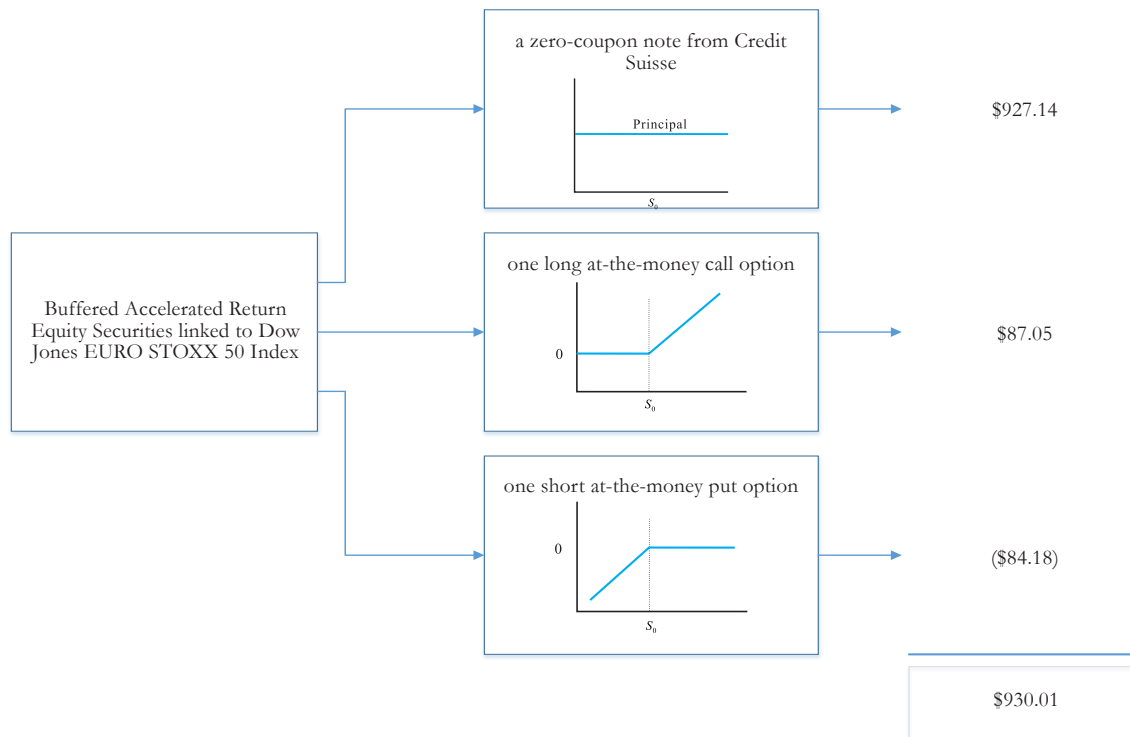 a zero-coupon note from Credit
Suisse
Principal
S₀
$927.14
Buffered Accelerated Return
Equity Securities linked to Dow
Jones EURO STOXX 50 Index
one long at-the-money call option
0
S₀
$87.05
one short at-the-money put option
0
S₀
($84.18)
$930.01